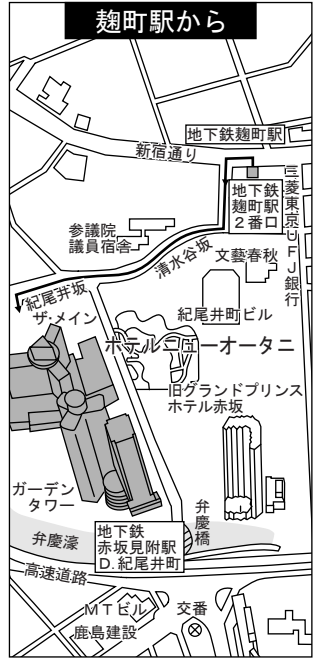 麹町駅から
地下鉄麹町駅
新宿通り
地下鉄
麹町駅
2番口
三菱東京UFJ銀行
参議院
議員宿舎
清水谷坂
文藝春秋
紀尾井坂
ザ・メイン
紀尾井町ビル
ホテルニューオータニ
旧グランドプリンス
ホテル赤坂
ガーデン
タワー
弁慶橋
弁慶濠
地下鉄
赤坂見附駅
D.紀尾井町
高速道路
MTビル
交番
鹿島建設